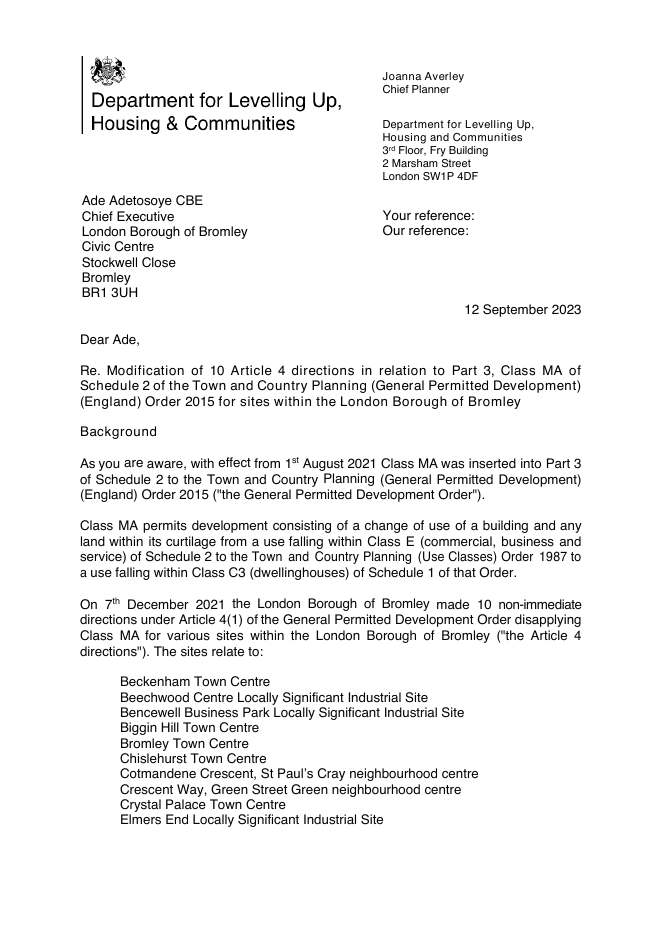 Department for Levelling Up,
Housing & Communities
Joanna Averley
Chief Planner
Department for Levelling Up,
Housing and Communities
3rd Floor, Fry Building
2 Marsham Street
London SW1P 4DF
Ade Adetosoye CBE
Chief Executive
London Borough of Bromley
Civic Centre
Stockwell Close
Bromley
BR1 3UH
Your reference:
Our reference:
12 September 2023
Dear Ade,
Re. Modification of 10 Article 4 directions in relation to Part 3, Class MA of
Schedule 2 of the Town and Country Planning (General Permitted Development)
(England) Order 2015 for sites within the London Borough of Bromley
Background
As you are aware, with effect from 1st August 2021 Class MA was inserted into Part 3
of Schedule 2 to the Town and Country Planning (General Permitted Development)
(England) Order 2015 ("the General Permitted Development Order").
Class MA permits development consisting of a change of use of a building and any
land within its curtilage from a use falling within Class E (commercial, business and
service) of Schedule 2 to the Town and Country Planning (Use Classes) Order 1987 to
a use falling within Class C3 (dwellinghouses) of Schedule 1 of that Order.
On 7th December 2021 the London Borough of Bromley made 10 non-immediate
directions under Article 4(1) of the General Permitted Development Order disapplying
Class MA for various sites within the London Borough of Bromley ("the Article 4
directions"). The sites relate to:
Beckenham Town Centre
Beechwood Centre Locally Significant Industrial Site
Bencewell Business Park Locally Significant Industrial Site
Biggin Hill Town Centre
Bromley Town Centre
Chislehurst Town Centre
Cotmandene Crescent, St Paul's Cray neighbourhood centre
Crescent Way, Green Street Green neighbourhood centre
Crystal Palace Town Centre
Elmers End Locally Significant Industrial Site